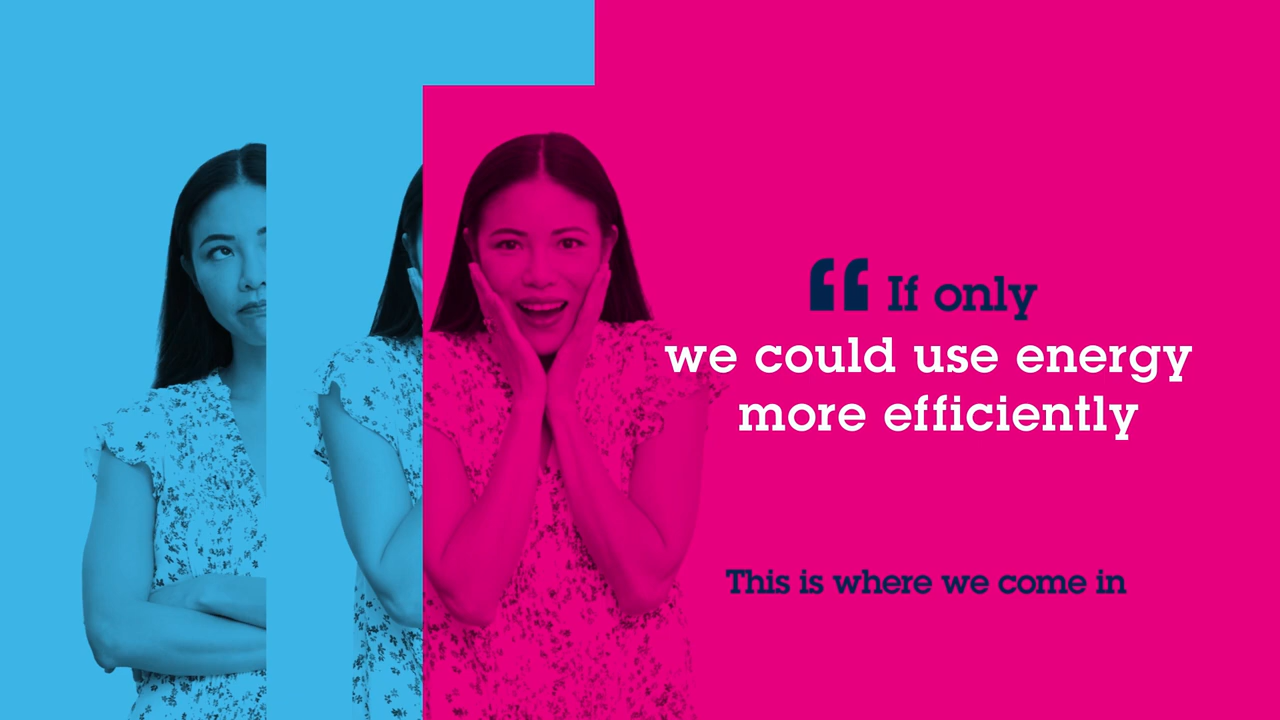 “ If only
we could use energy
more efficiently
This is where we come in